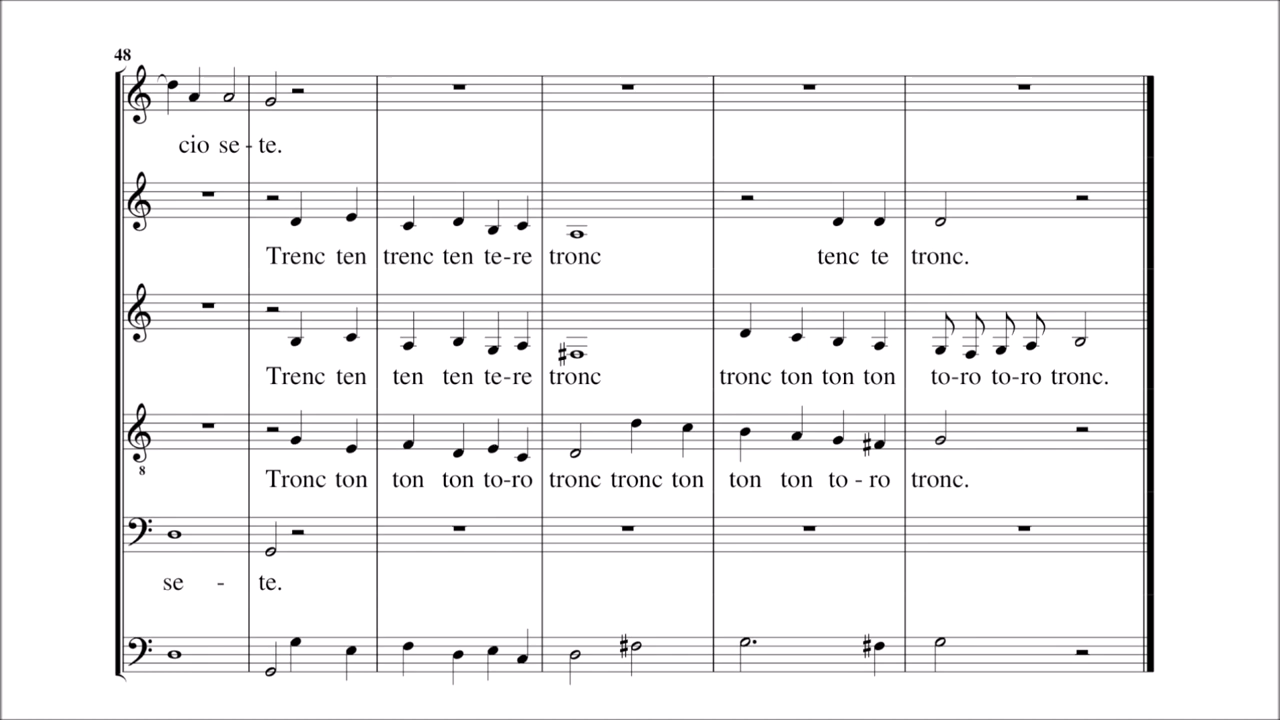 48
cio se - te.
Trenc ten trenc ten te-re tronc tenc te tronc.
Trenc ten ten ten te-re tronc tronc ton ton ton to-ro to-ro tronc.
8
Tronc ton ton ton to-ro tronc tronc ton ton ton to - ro tronc.
se - te.